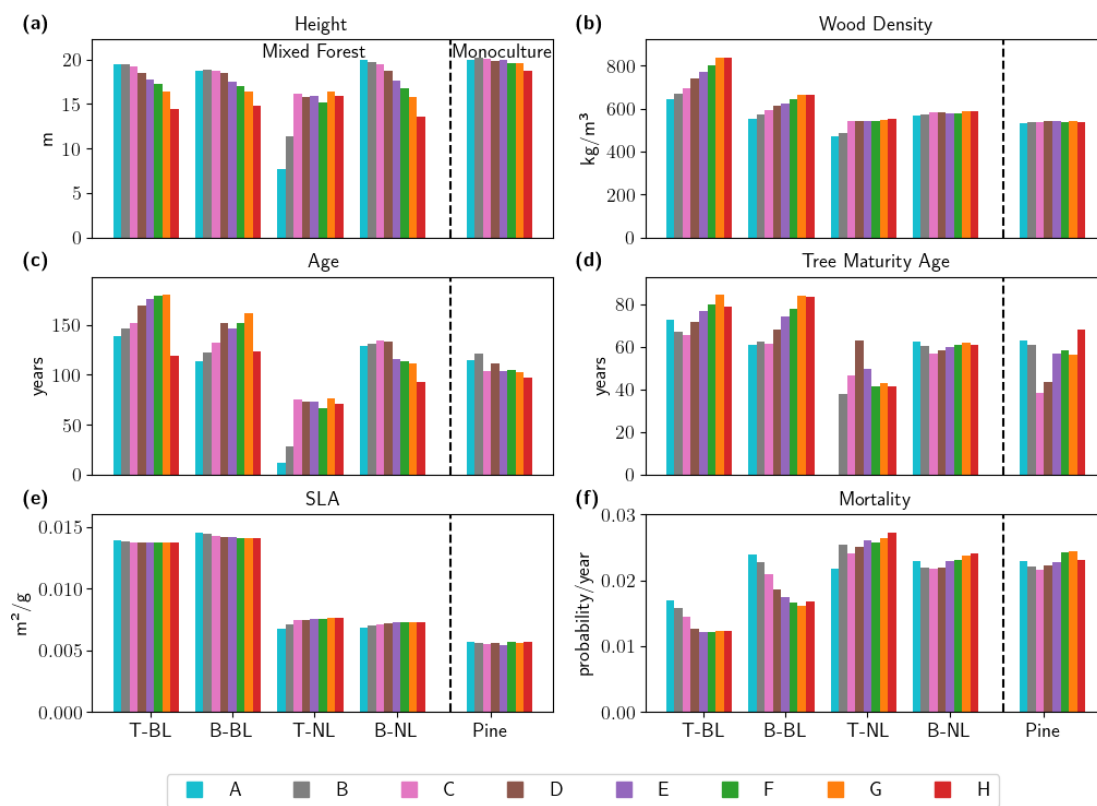 (a) Height
(b) Wood Density
Mixed Forest
Monoculture
20
15
10
5
0
m
800
600
400
200
0
kg/m³
(c) Age
(d) Tree Maturity Age
150
100
50
0
years
80
60
40
20
0
years
(e) SLA
(f) Mortality
0.015
0.010
0.005
0.000
m²/g
0.03
0.02
0.01
0.00
probability/year
T-BL B-BL T-NL B-NL Pine
T-BL B-BL T-NL B-NL Pine
A B C D E F G H